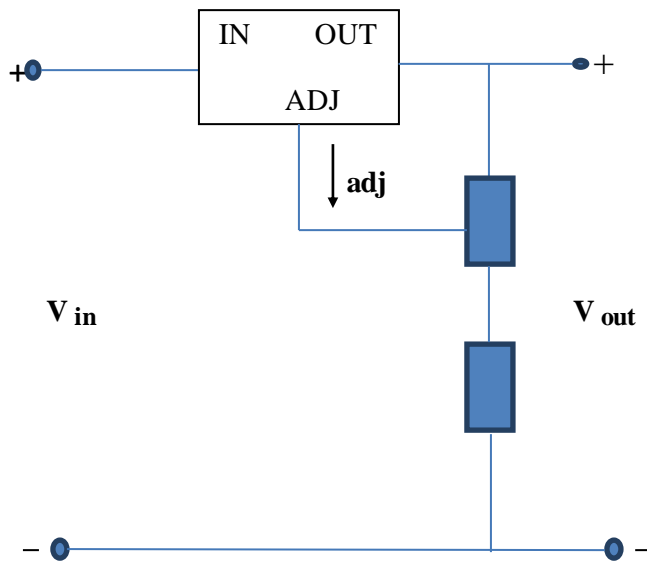 IN OUT
ADJ
+ +
adj
V in V out
– –